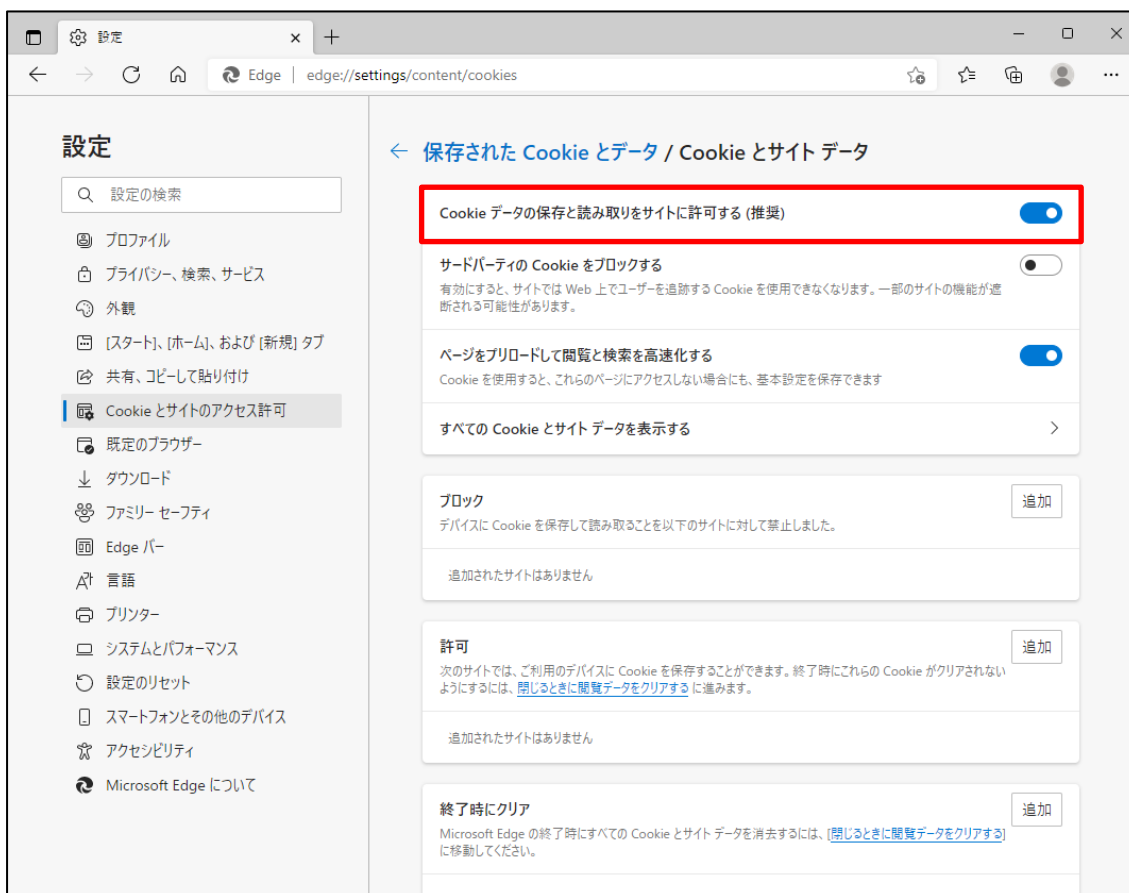 設定
Edge | edge://settings/content/cookies
設定
設定の検索
プロファイル
プライバシー、検索、サービス
外観
[スタート]、[ホーム]、および [新規] タブ
共有、コピーして貼り付け
Cookie とサイトのアクセス許可
既定のブラウザー
ダウンロード
ファミリー セーフティ
Edge バー
言語
プリンター
システムとパフォーマンス
設定のリセット
スマートフォンとその他のデバイス
アクセシビリティ
Microsoft Edge について
保存された Cookie とデータ / Cookie とサイト データ
Cookie データの保存と読み取りをサイトに許可する (推奨)
サードパーティの Cookie をブロックする
有効にすると、サイトでは Web 上でユーザーを追跡する Cookie を使用できなくなります。一部のサイトの機能が遮
断される可能性があります。
ページをプリロードして閲覧と検索を高速化する
Cookie を使用すると、これらのページにアクセスしない場合にも、基本設定を保存できます
すべての Cookie とサイト データを表示する
ブロック
追加
デバイスに Cookie を保存して読み取ることを以下のサイトに対して禁止しました。
追加されたサイトはありません
許可
追加
次のサイトでは、ご利用のデバイスに Cookie を保存することができます。終了時にこれらの Cookie がクリアされない
ようにするには、閉じるときに閲覧データをクリアする に進みます。
追加されたサイトはありません
終了時にクリア
追加
Microsoft Edge の終了時にすべての Cookie とサイト データを消去するには、[閉じるときに閲覧データをクリアする]
に移動してください。